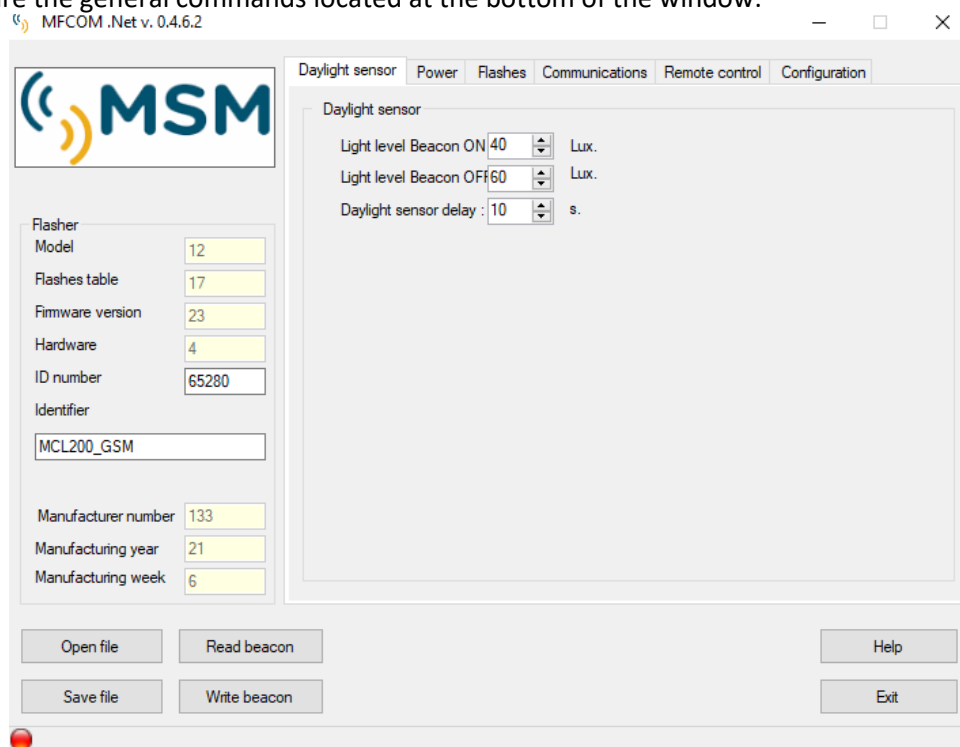 re the general commands located at the bottom of the window.
MFCOM .Net v. 0.4.6.2
MSM
Daylight sensor Power Flashes Communications Remote control Configuration
Daylight sensor
Light level Beacon ON 40 Lux.
Light level Beacon OFF 60 Lux.
Daylight sensor delay : 10 s.
Flasher
Model 12
Flashes table 17
Firmware version 23
Hardware 4
ID number 65280
Identifier
MCL200_GSM
Manufacturer number 133
Manufacturing year 21
Manufacturing week 6
Open file Read beacon Help
Save file Write beacon Exit